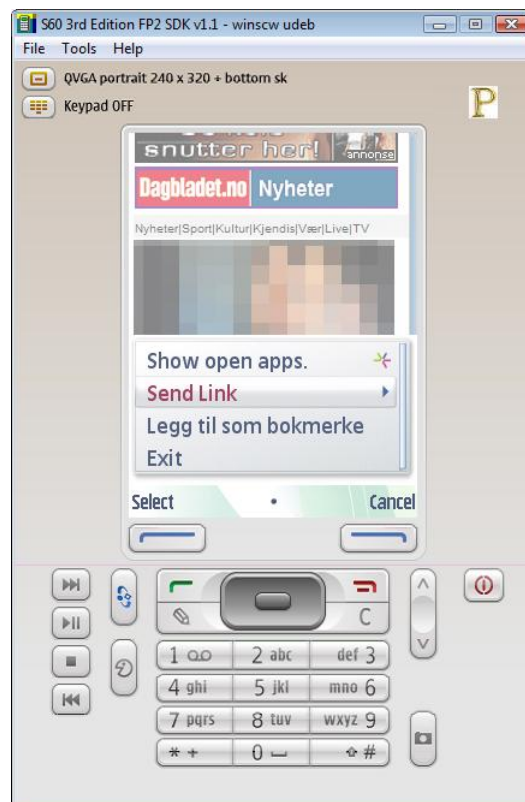 S60 3rd Edition FP2 SDK v1.1 - winscw udeb
File Tools Help
QVGA portrait 240 x 320 + bottom sk
Keypad OFF
P
snutter her! annonse
Dagbladet.no Nyheter
Nyheter|Sport|Kultur|Kjendis|Vær|Live|TV
Show open apps.
Send Link
Legg til som bokmerke
Exit
Select Cancel
C
1 2 abc def 3
4 ghi 5 jkl mno 6
7 pqrs 8 tuv wxyz 9
* + 0 #